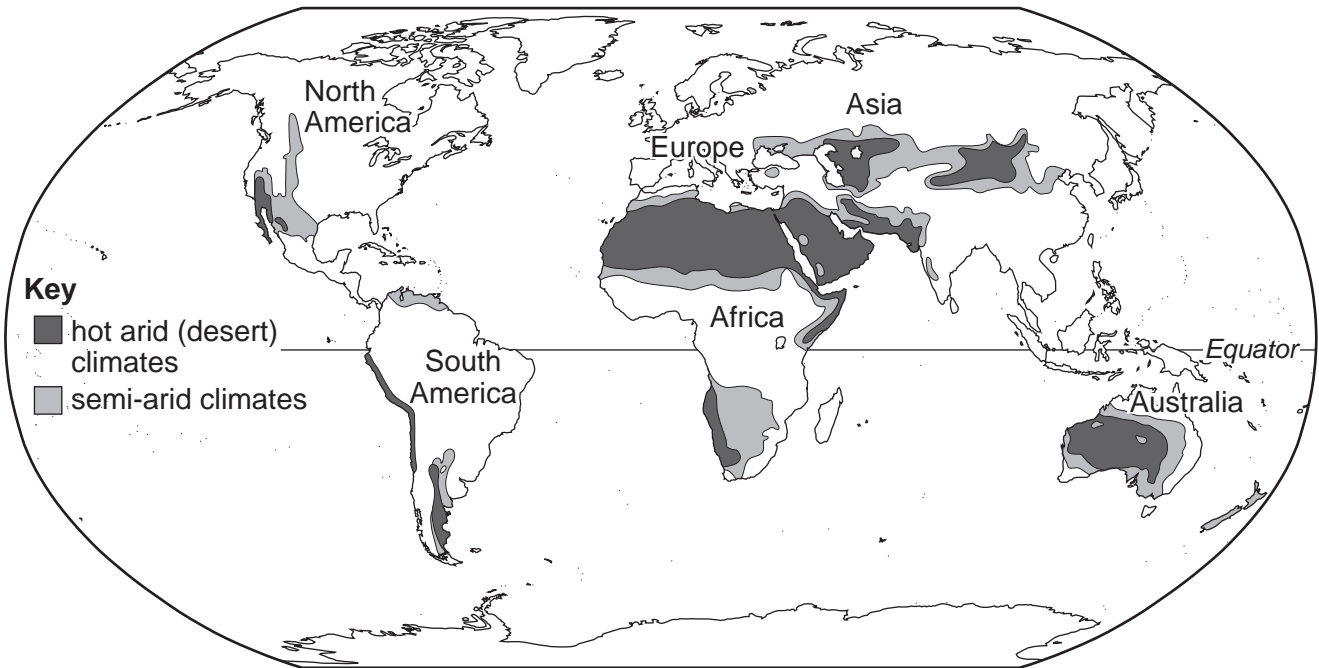 North
America
Asia
Europe
Key
hot arid (desert)
climates
Africa
Equator
South
America
semi-arid climates
Australia